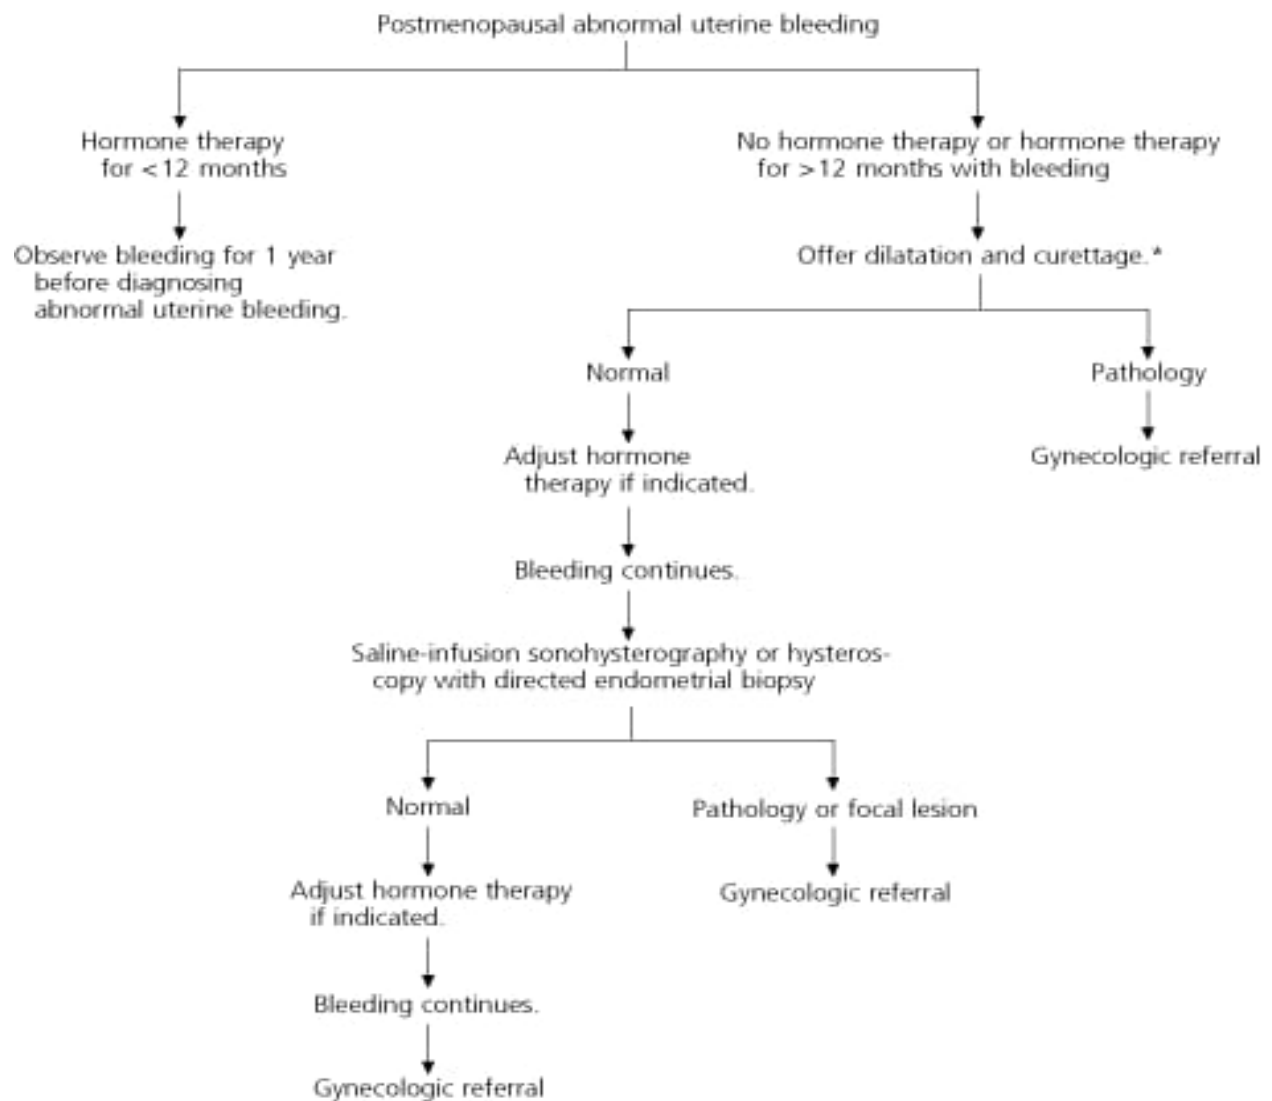 Postmenopausal abnormal uterine bleeding
Hormone therapy
for <12 months
No hormone therapy or hormone therapy
for >12 months with bleeding
Observe bleeding for 1 year
before diagnosing
abnormal uterine bleeding.
Offer dilatation and curettage.*
Normal
Pathology
Adjust hormone
therapy if indicated.
Gynecologic referral
Bleeding continues.
Saline-infusion sonohysterography or hysteros-
copy with directed endometrial biopsy
Normal
Pathology or focal lesion
Adjust hormone therapy
if indicated.
Gynecologic referral
Bleeding continues.
Gynecologic referral